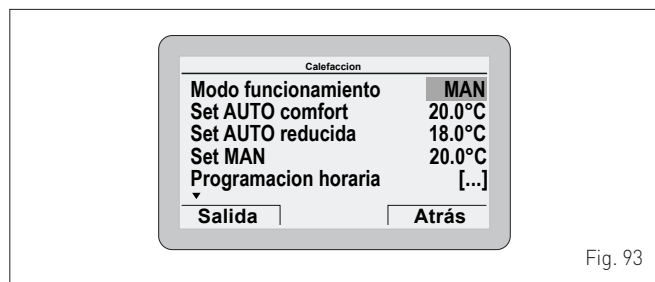 Calefaccion
Modo funcionamiento MAN
Set AUTO comfort 20.0°C
Set AUTO reducida 18.0°C
Set MAN 20.0°C
Programacion horaria [...]
Salida Atrás
Fig. 93